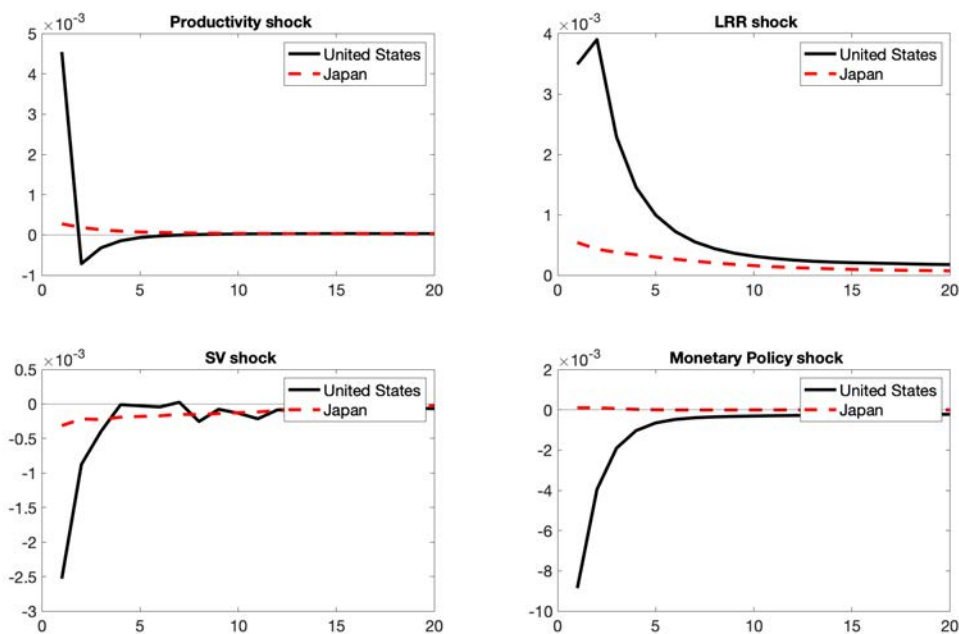 Productivity shock
×10⁻³
5
4
3
2
1
0
-1
0 5 10 15 20
United States
Japan
LRR shock
×10⁻³
4
3
2
1
0
0 5 10 15 20
United States
Japan
SV shock
×10⁻³
0.5
0
-0.5
-1
-1.5
-2
-2.5
-3
0 5 10 15 20
United States
Japan
Monetary Policy shock
×10⁻³
2
0
-2
-4
-6
-8
-10
0 5 10 15 20
United States
Japan